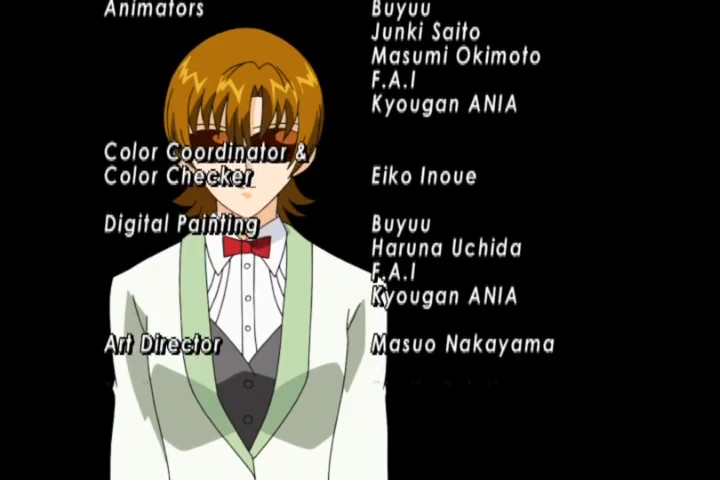 Animators Buyuu
Junki Saito
Masumi Okimoto
F.A.I
Kyougan ANIA
Color Coordinator &
Color Checker Eiko Inoue
Digital Painting Buyuu
Haruna Uchida
F.A.I
Kyougan ANIA
Art Director Masuo Nakayama